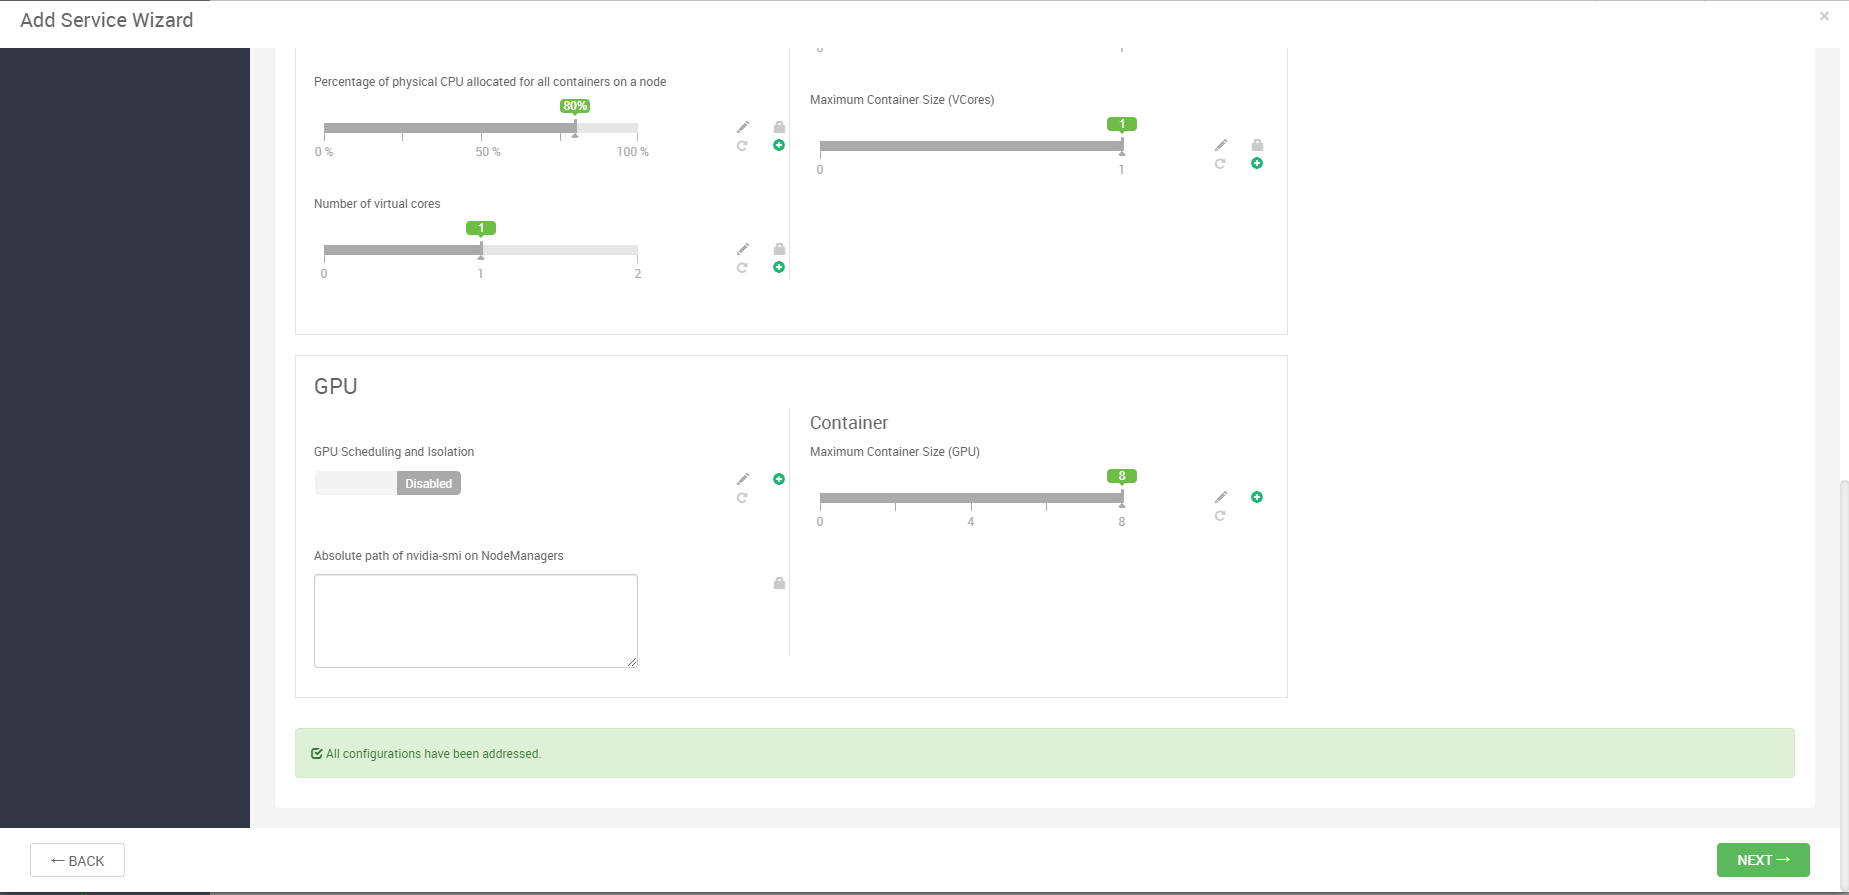 Add Service Wizard
×
Percentage of physical CPU allocated for all containers on a node
80%
0 %
50 %
100 %
Number of virtual cores
1
0
1
2
Maximum Container Size (VCores)
1
0
1
GPU
GPU Scheduling and Isolation
Disabled
Absolute path of nvidia-smi on NodeManagers
Container
Maximum Container Size (GPU)
8
0
4
8
All configurations have been addressed.
← BACK
NEXT →